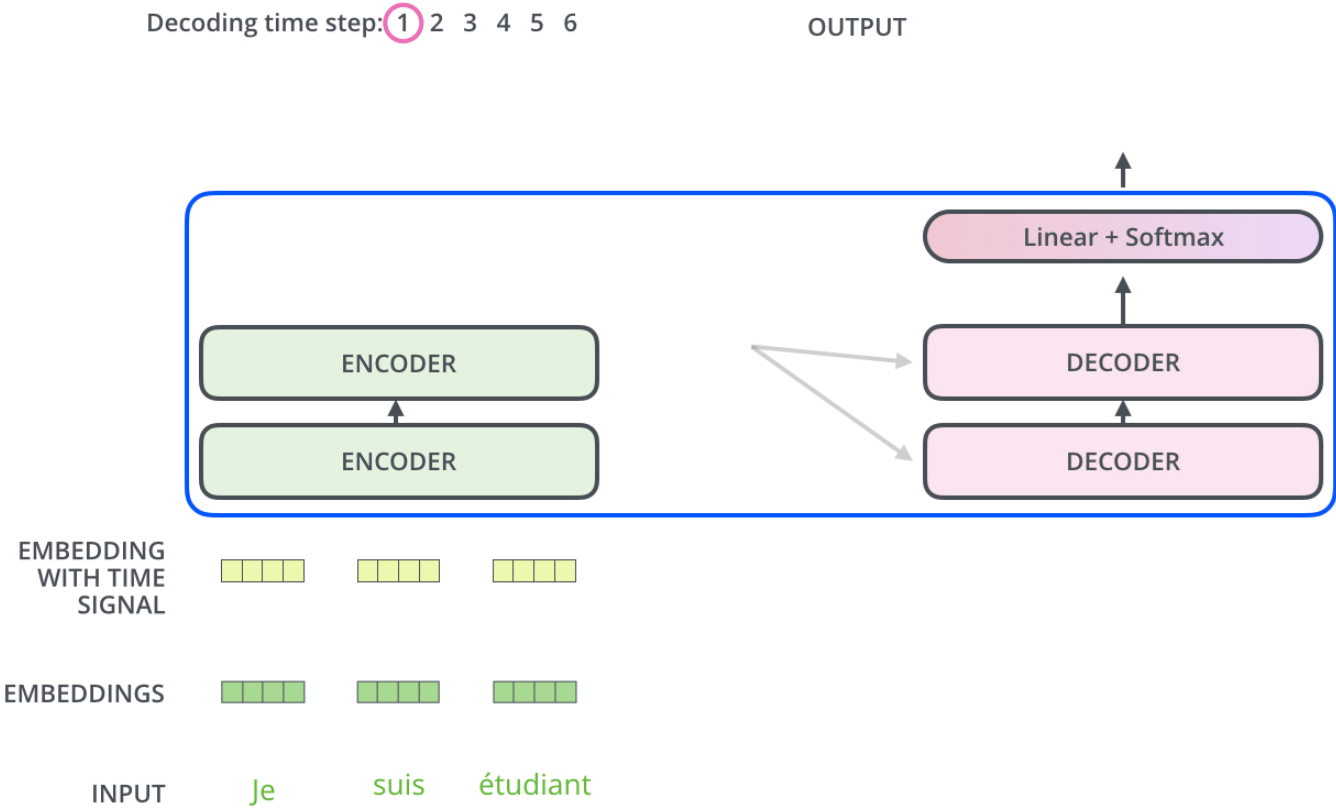 Decoding time step: 1 2 3 4 5 6
OUTPUT
Linear + Softmax
ENCODER
DECODER
ENCODER
DECODER
EMBEDDING
WITH TIME
SIGNAL
EMBEDDINGS
INPUT
Je suis étudiant